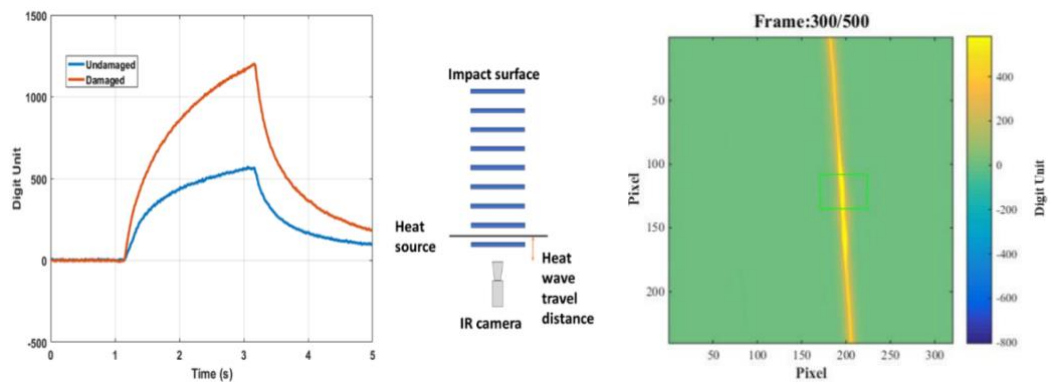 1500
1000
500
0
-500
0
1
2
3
4
5
Digit Unit
Time (s)
Undamaged
Damaged
Impact surface
Heat
source
Heat
wave
travel
distance
IR camera
Frame:300/500
50
100
150
200
50
100
150
200
250
300
Pixel
Pixel
400
200
0
-200
-400
-600
-800
Digit Unit